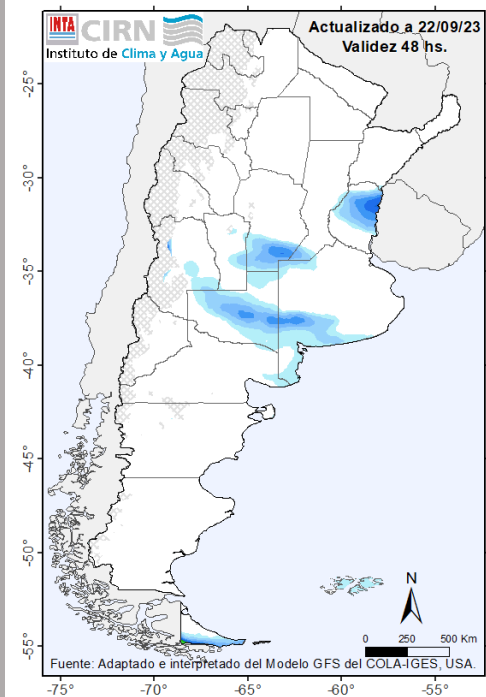 INTA CIRN
Instituto de Clima y Agua
Actualizado a 22/09/23
Validez 48 hs.
-25°
-30°
-35°
-40°
-45°
-50°
-55°
N
0 250 500 Km
Fuente: Adaptado e interpretado del Modelo GFS del COLA-IGES, USA.
-75° -70° -65° -60° -55°